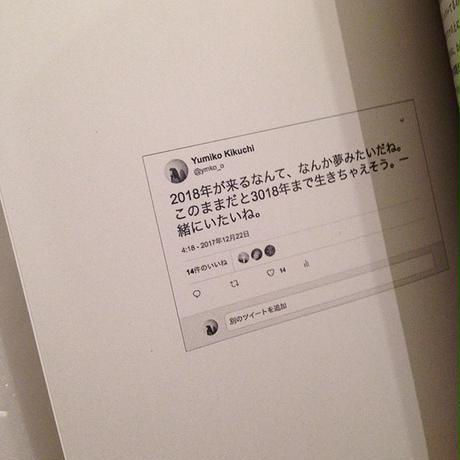 Yumiko Kikuchi
@ymko_o
2018年が来るなんて、なんか夢みたいだね。
このままだと3018年まで生きちゃえそう。一
緒にいたいね。
4:18 - 2017年12月22日
14件のいいね
14
別のツイートを追加